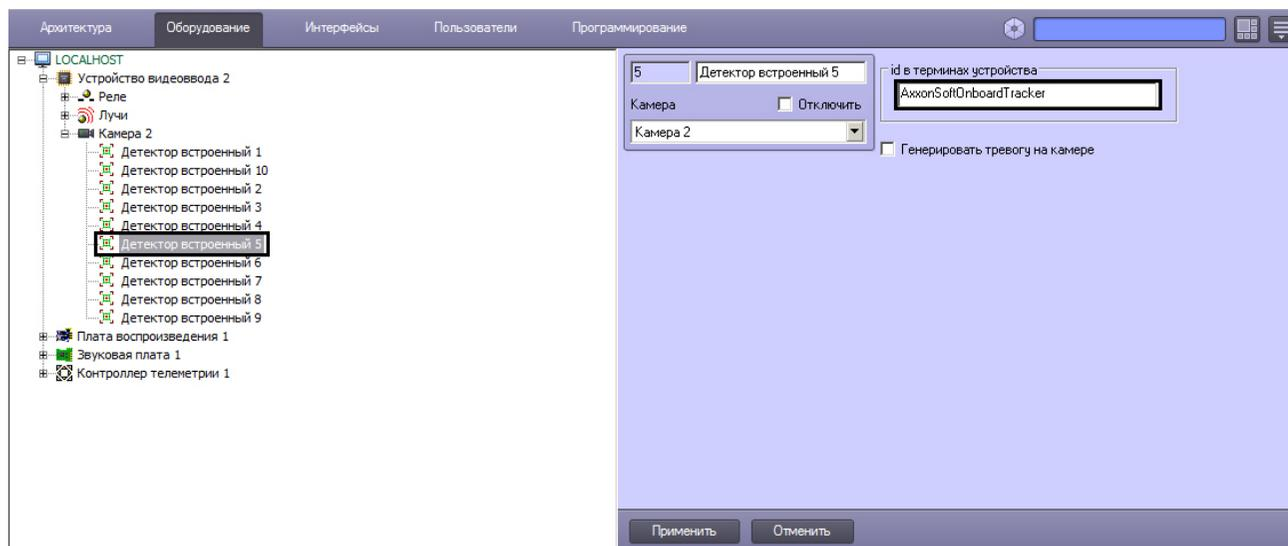 Архитектура Оборудование Интерфейсы Пользователи Программирование
LOCALHOST
Устройство видеоввода 2
Реле
Лучи
Камера 2
Детектор встроенный 1
Детектор встроенный 10
Детектор встроенный 2
Детектор встроенный 3
Детектор встроенный 4
Детектор встроенный 5
Детектор встроенный 6
Детектор встроенный 7
Детектор встроенный 8
Детектор встроенный 9
Плата воспроизведения 1
Звуковая плата 1
Контроллер телеметрии 1
5 Детектор встроенный 5
Камера Отключить
Камера 2
id в терминах устройства
AxxonSoftOnboardTracker
Генерировать тревогу на камере
Применить Отменить